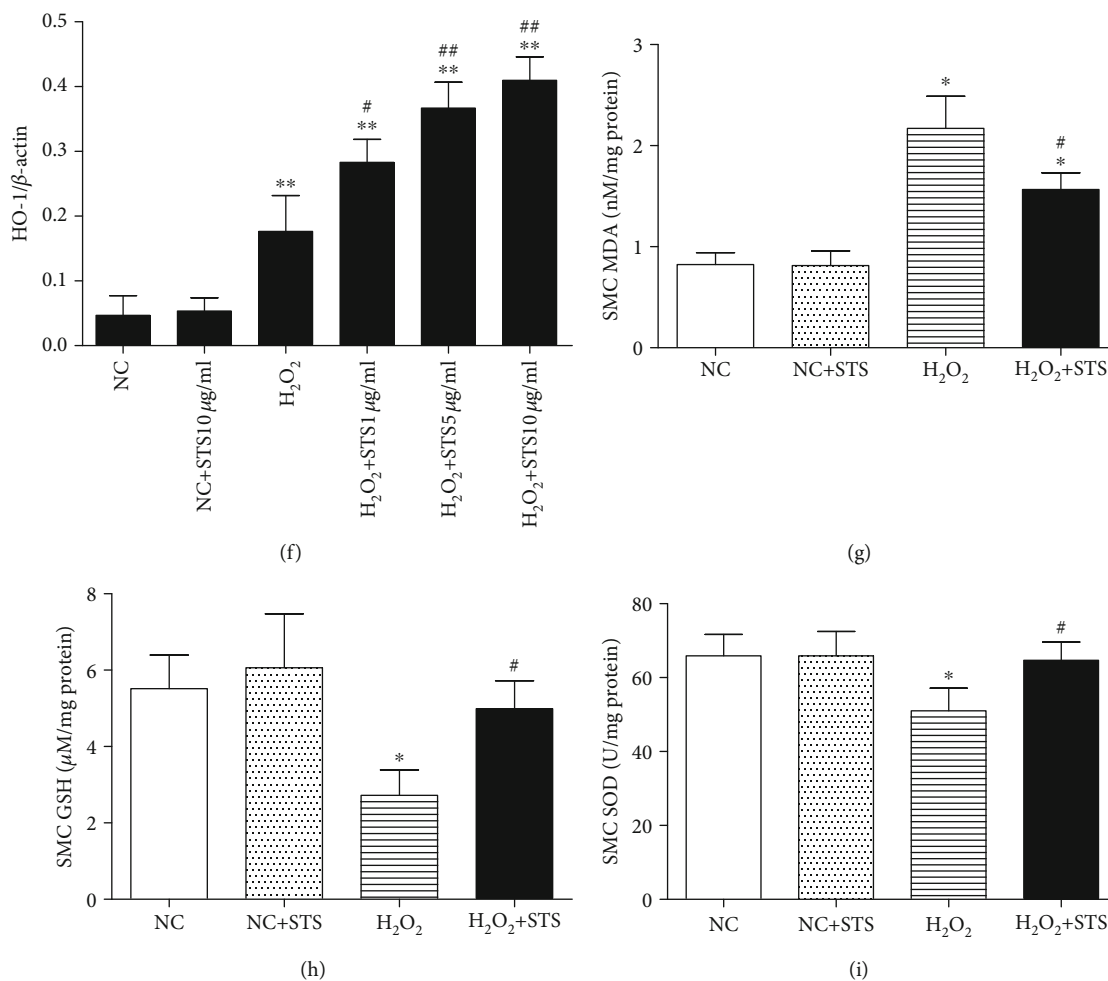 0.5
0.4
0.3
0.2
0.1
0.0
HO-1/β-actin
**
#
**
##
**
##
**
NC
NC+STS10 μg/ml
H₂O₂
H₂O₂+STS1 μg/ml
H₂O₂+STS5 μg/ml
H₂O₂+STS10 μg/ml
(f)
3
2
1
0
SMC MDA (nM/mg protein)
*
#
*
NC
NC+STS
H₂O₂
H₂O₂+STS
(g)
8
6
4
2
0
SMC GSH (μM/mg protein)
*
#
NC
NC+STS
H₂O₂
H₂O₂+STS
(h)
80
60
40
20
0
SMC SOD (U/mg protein)
*
#
NC
NC+STS
H₂O₂
H₂O₂+STS
(i)